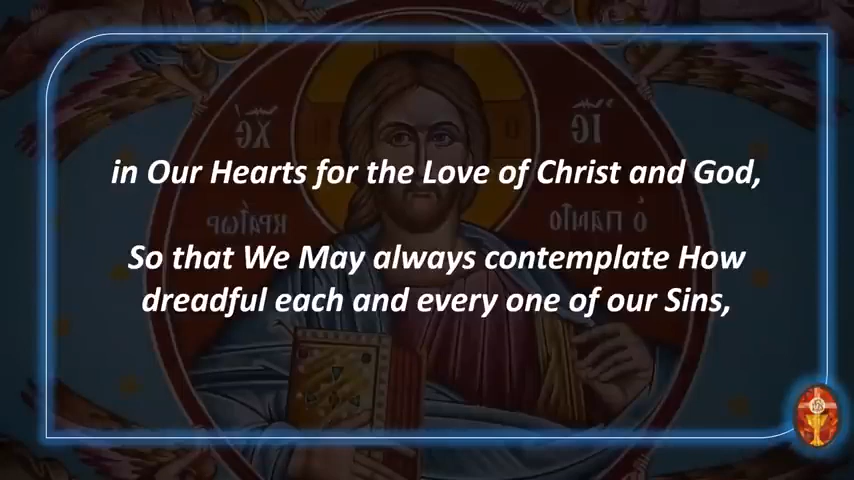 in Our Hearts for the Love of Christ and God,
So that We May always contemplate How
dreadful each and every one of our Sins,